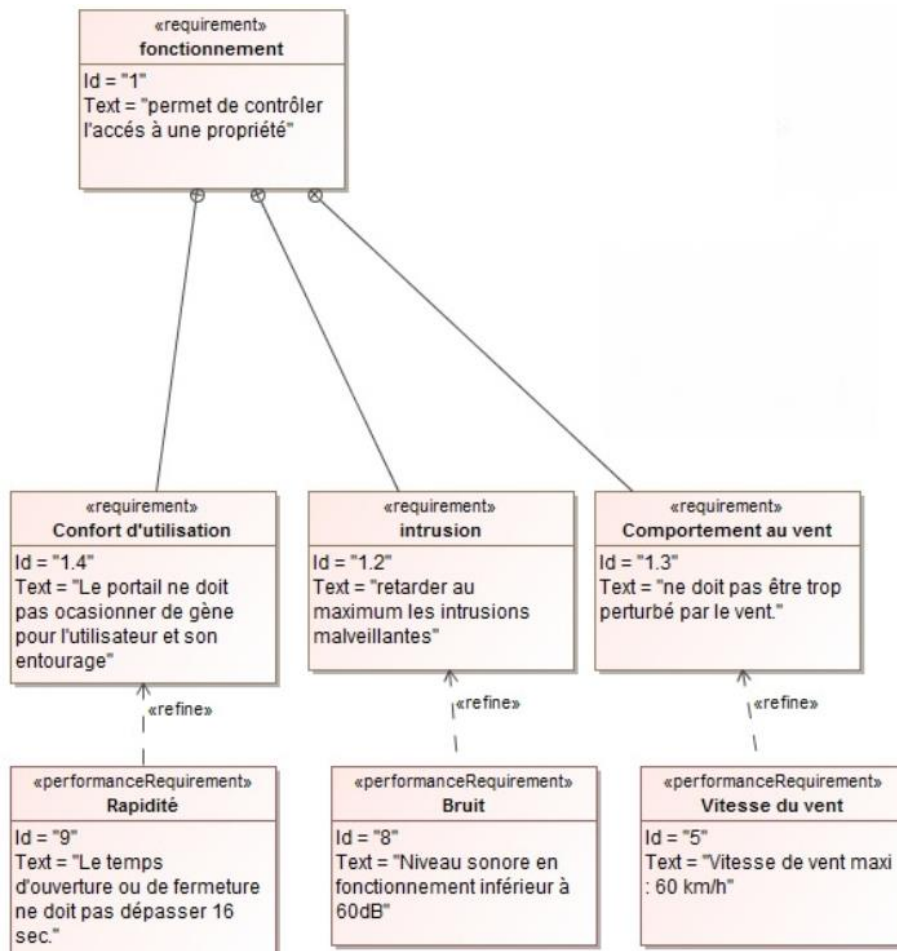 «requirement»
fonctionnement
Id = "1"
Text = "permet de contrôler
l'accés à une propriété"
«requirement»
Confort d'utilisation
Id = "1.4"
Text = "Le portail ne doit
pas ocasionner de gène
pour l'utilisateur et son
entourage"
«requirement»
intrusion
Id = "1.2"
Text = "retarder au
maximum les intrusions
malveillantes"
«requirement»
Comportement au vent
Id = "1.3"
Text = "ne doit pas être trop
perturbé par le vent."
«refine»
«refine»
«refine»
«performanceRequirement»
Rapidité
Id = "9"
Text = "Le temps
d'ouverture ou de fermeture
ne doit pas dépasser 16
sec."
«performanceRequirement»
Bruit
Id = "8"
Text = "Niveau sonore en
fonctionnement inférieur à
60dB"
«performanceRequirement»
Vitesse du vent
Id = "5"
Text = "Vitesse de vent maxi
: 60 km/h"